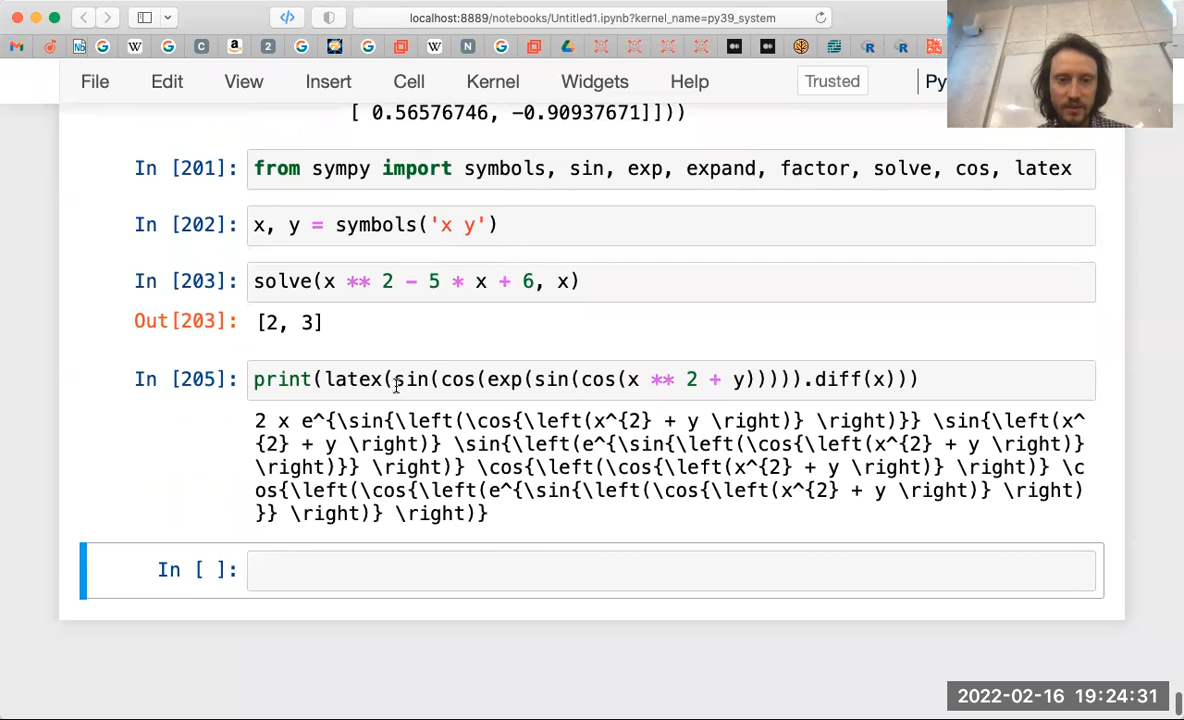 localhost:8889/notebooks/Untitled1.ipynb?kernel_name=py39_system
File Edit View Insert Cell Kernel Widgets Help Trusted Py
[ 0.56576746, -0.90937671]]))
In [201]: from sympy import symbols, sin, exp, expand, factor, solve, cos, latex
In [202]: x, y = symbols('x y')
In [203]: solve(x ** 2 - 5 * x + 6, x)
Out[203]: [2, 3]
In [205]: print(latex(sin(cos(exp(sin(cos(x ** 2 + y))))).diff(x)))
2 x e^{\sin{\left(\cos{\left(x^{2} + y \right)} \right)}} \sin{\left(x^
{2} + y \right)} \sin{\left(e^{\sin{\left(\cos{\left(x^{2} + y \right)}
\right)}} \right)} \cos{\left(\cos{\left(x^{2} + y \right)} \right)} \c
os{\left(\cos{\left(e^{\sin{\left(\cos{\left(x^{2} + y \right)} \right)
}} \right)} \right)}
In [ ]:
2022-02-16 19:24:31